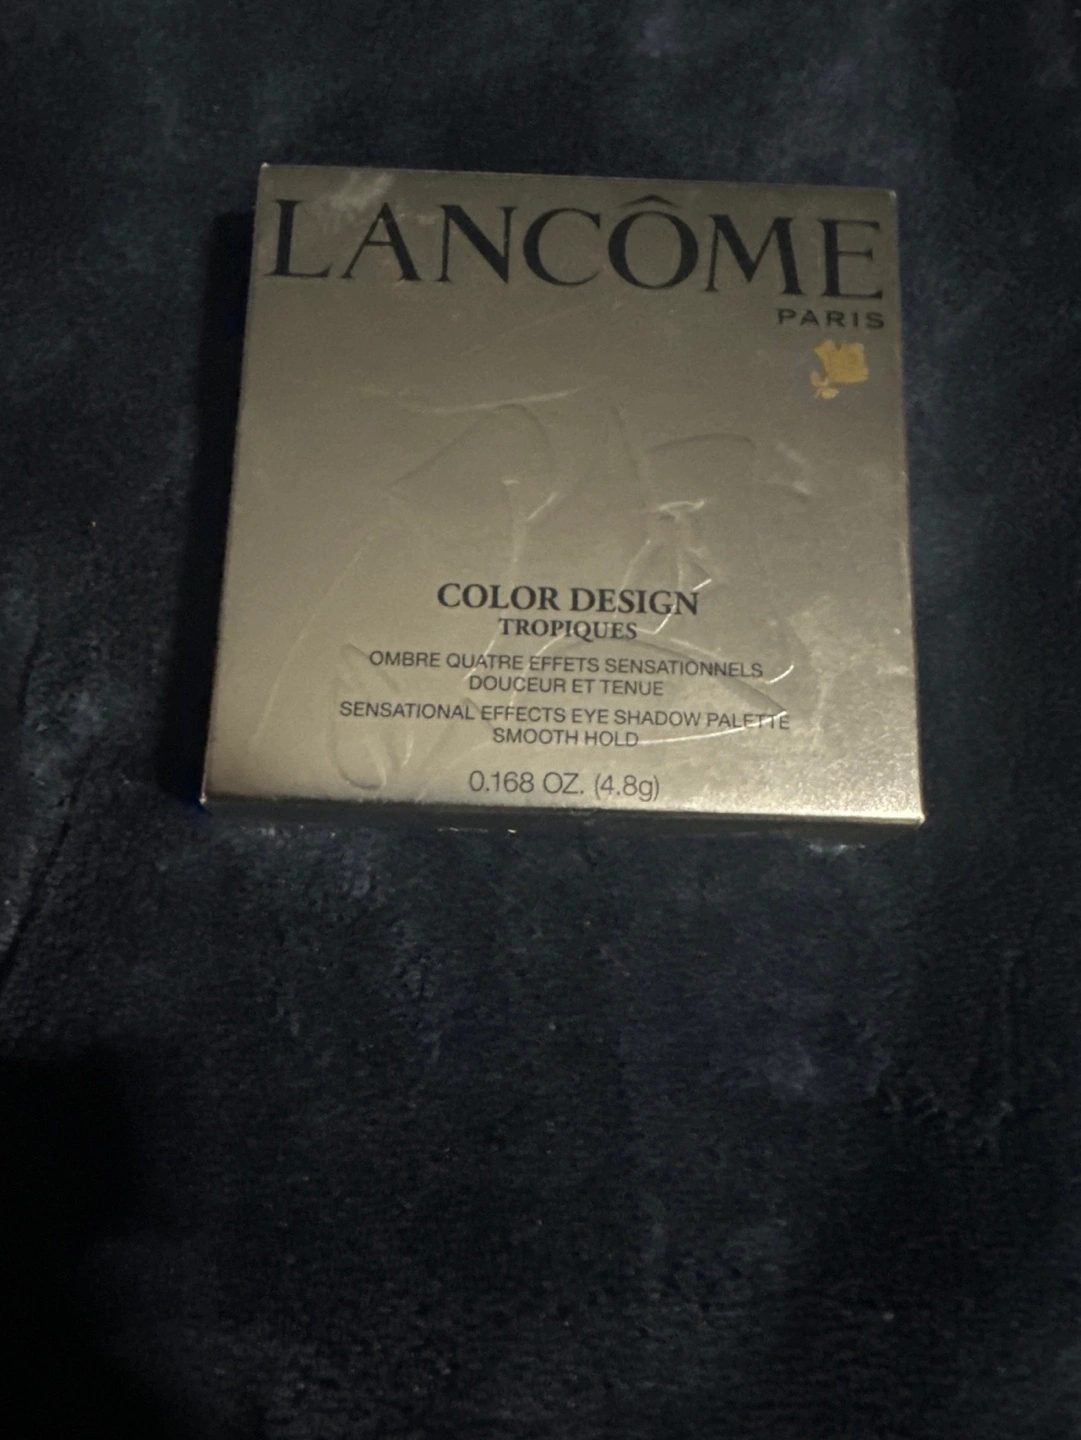 LANCÔME
PARIS
COLOR DESIGN
TROPIQUES
OMBRE QUATRE EFFETS SENSATIONNELS
DOUCEUR ET TENUE
SENSATIONAL EFFECTS EYE SHADOW PALETTE
SMOOTH HOLD
0.168 OZ. (4.8g)